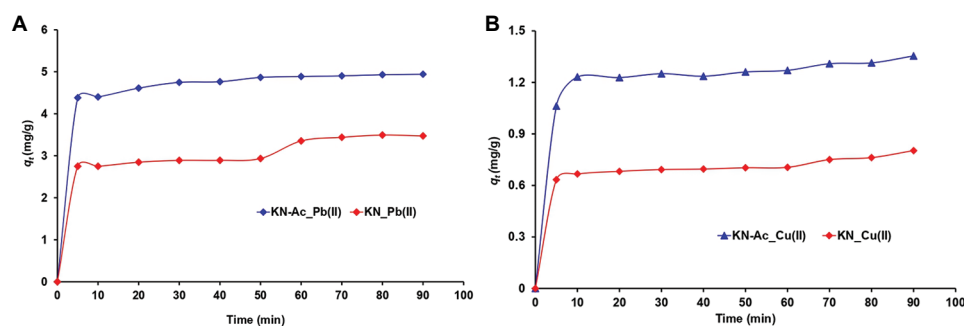 A
6
5
4
3
2
1
0
qt (mg/g)
KN-Ac_Pb(II) KN_Pb(II)
0 10 20 30 40 50 60 70 80 90 100
Time (min)
B
1.5
1.2
0.9
0.6
0.3
0
qt (mg/g)
KN-Ac_Cu(II) KN_Cu(II)
0 10 20 30 40 50 60 70 80 90 100
Time (min)